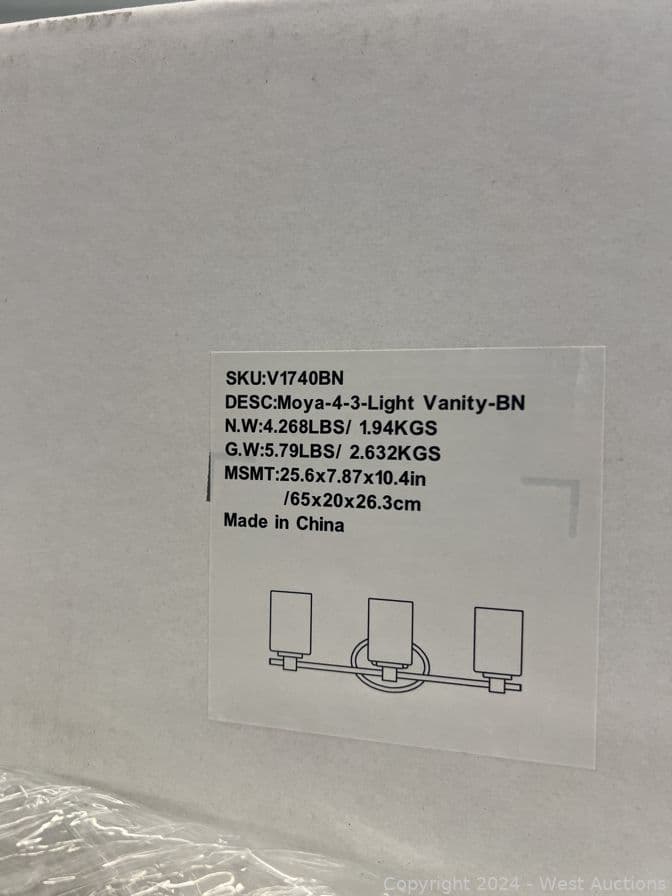 SKU:V1740BN
DESC:Moya-4-3-Light Vanity-BN
N.W:4.268LBS/ 1.94KGS
G.W:5.79LBS/ 2.632KGS
MSMT:25.6x7.87x10.4in
/65x20x26.3cm
Made in China
Copyright 2024 - West Auctions